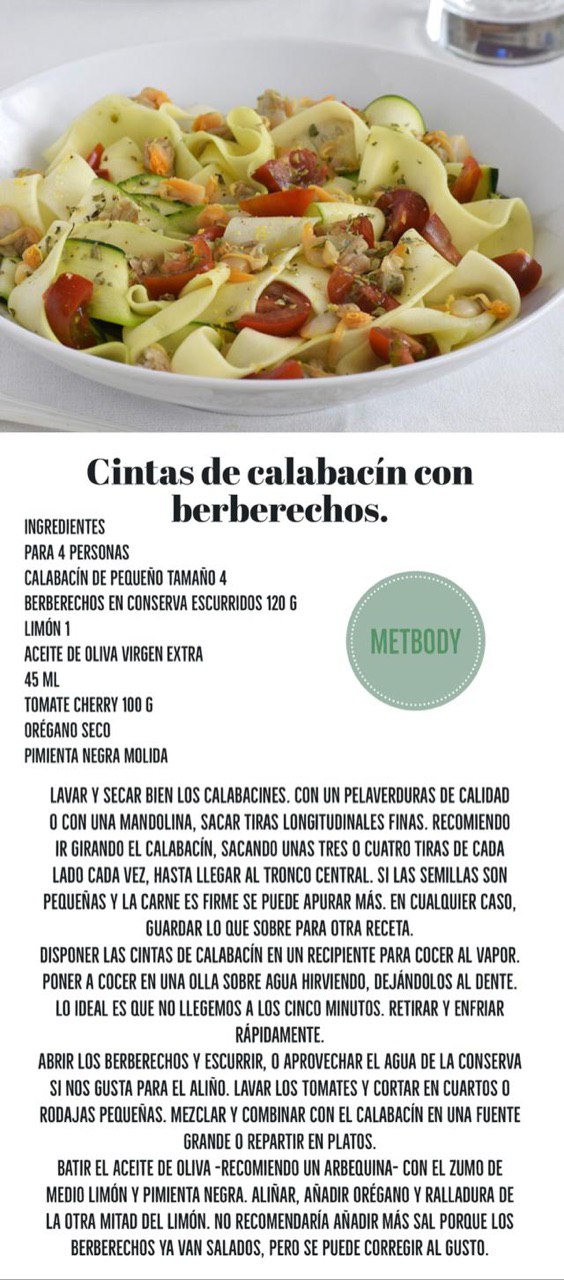 Cintas de calabacín con
berberechos.
INGREDIENTES
PARA 4 PERSONAS
CALABACÍN DE PEQUEÑO TAMAÑO 4
BERBERECHOS EN CONSERVA ESCURRIDOS 120 G
LIMÓN 1
ACEITE DE OLIVA VIRGEN EXTRA
45 ML
TOMATE CHERRY 100 G
ORÉGANO SECO
PIMIENTA NEGRA MOLIDA
METBODY
LAVAR Y SECAR BIEN LOS CALABACINES. CON UN PELAVERDURAS DE CALIDAD
O CON UNA MANDOLINA, SACAR TIRAS LONGITUDINALES FINAS. RECOMIENDO
IR GIRANDO EL CALABACÍN, SACANDO UNAS TRES O CUATRO TIRAS DE CADA
LADO CADA VEZ, HASTA LLEGAR AL TRONCO CENTRAL. SI LAS SEMILLAS SON
PEQUEÑAS Y LA CARNE ES FIRME SE PUEDE APURAR MÁS. EN CUALQUIER CASO,
GUARDAR LO QUE SOBRE PARA OTRA RECETA.
DISPONER LAS CINTAS DE CALABACÍN EN UN RECIPIENTE PARA COCER AL VAPOR.
PONER A COCER EN UNA OLLA SOBRE AGUA HIRVIENDO, DEJÁNDOLOS AL DENTE.
LO IDEAL ES QUE NO LLEGEMOS A LOS CINCO MINUTOS. RETIRAR Y ENFRIAR
RÁPIDAMENTE.
ABRIR LOS BERBERECHOS Y ESCURRIR, O APROVECHAR EL AGUA DE LA CONSERVA
SI NOS GUSTA PARA EL ALIÑO. LAVAR LOS TOMATES Y CORTAR EN CUARTOS O
RODAJAS PEQUEÑAS. MEZCLAR Y COMBINAR CON EL CALABACÍN EN UNA FUENTE
GRANDE O REPARTIR EN PLATOS.
BATIR EL ACEITE DE OLIVA -RECOMIENDO UN ARBEQUINA- CON EL ZUMO DE
MEDIO LIMÓN Y PIMIENTA NEGRA. ALIÑAR, AÑADIR ORÉGANO Y RALLADURA DE
LA OTRA MITAD DEL LIMÓN. NO RECOMENDARÍA AÑADIR MÁS SAL PORQUE LOS
BERBERECHOS YA VAN SALADOS, PERO SE PUEDE CORREGIR AL GUSTO.